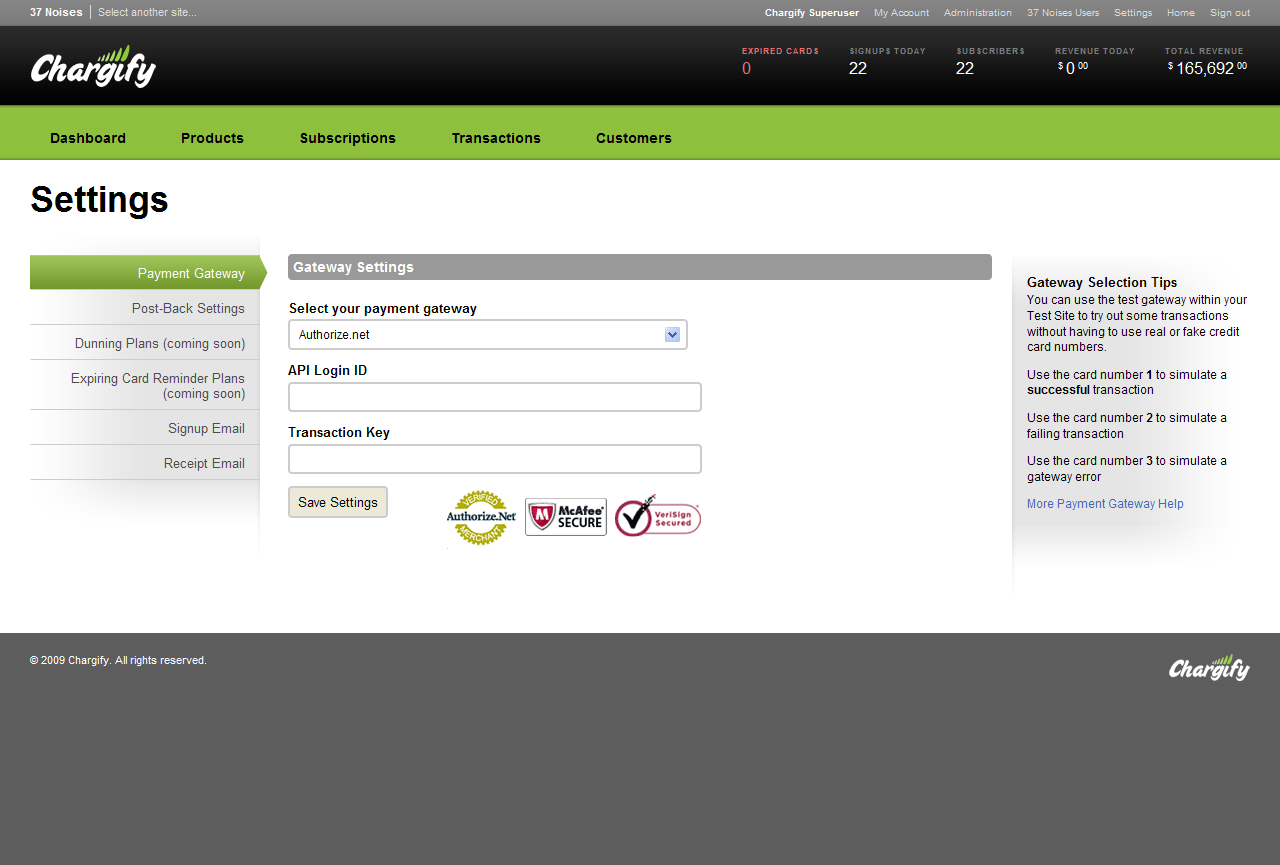 37 Noises Select another site...
Chargify Superuser My Account Administration 37 Noises Users Settings Home Sign out
Chargify
EXPIRED CARDS SIGNUPS TODAY SUBSCRIBERS REVENUE TODAY TOTAL REVENUE
0 22 22 $ 0 00 $ 165,692 00
Dashboard Products Subscriptions Transactions Customers
Settings
Payment Gateway
Post-Back Settings
Dunning Plans (coming soon)
Expiring Card Reminder Plans
(coming soon)
Signup Email
Receipt Email
Gateway Settings
Select your payment gateway
Authorize.net
API Login ID
Transaction Key
Save Settings
VERIFIED
Authorize.Net
MERCHANT
McAfee
SECURE
VeriSign
Secured
Gateway Selection Tips
You can use the test gateway within your
Test Site to try out some transactions
without having to use real or fake credit
card numbers.
Use the card number 1 to simulate a
successful transaction
Use the card number 2 to simulate a
failing transaction
Use the card number 3 to simulate a
gateway error
More Payment Gateway Help
© 2009 Chargify. All rights reserved.
Chargify